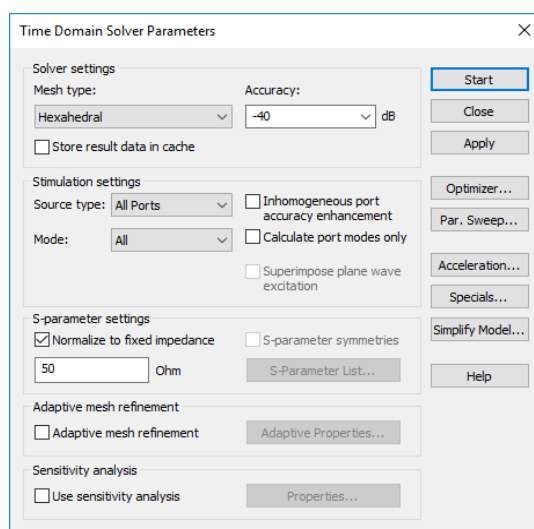 Time Domain Solver Parameters
Solver settings
Mesh type:
Accuracy:
Hexahedral
-40
dB
Store result data in cache
Stimulation settings
Source type:
All Ports
Inhomogeneous port
accuracy enhancement
Mode:
All
Calculate port modes only
Superimpose plane wave
excitation
S-parameter settings
Normalize to fixed impedance
S-parameter symmetries
50
Ohm
S-Parameter List...
Adaptive mesh refinement
Adaptive mesh refinement
Adaptive Properties...
Sensitivity analysis
Use sensitivity analysis
Properties...
Start
Close
Apply
Optimizer...
Par. Sweep...
Acceleration...
Specials...
Simplify Model...
Help